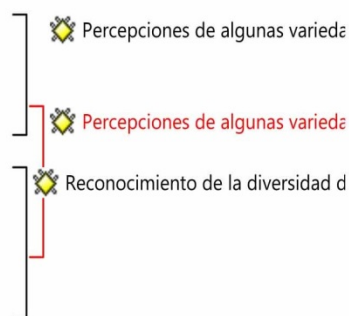 Percepciones de algunas varieda
Percepciones de algunas varieda
Reconocimiento de la diversidad d